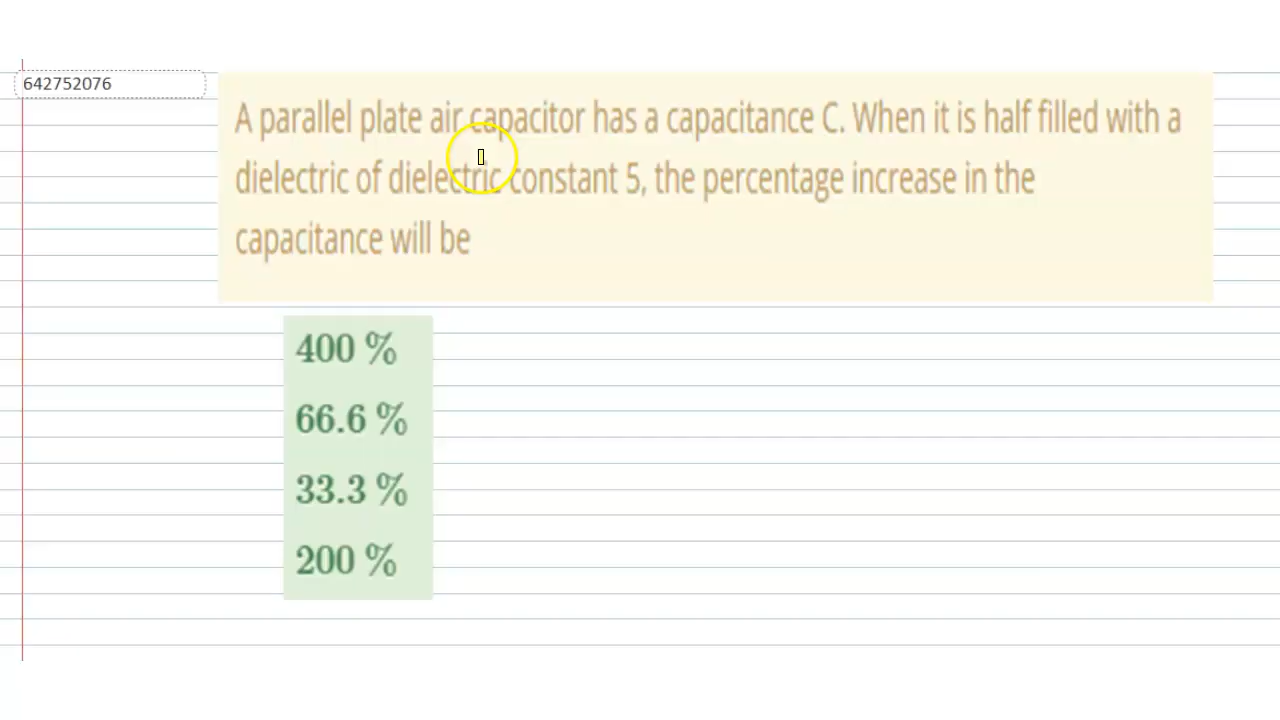 642752076
A parallel plate air capacitor has a capacitance C. When it is half filled with a
dielectric of dielectric constant 5, the percentage increase in the
capacitance will be
400 %
66.6 %
33.3 %
200 %